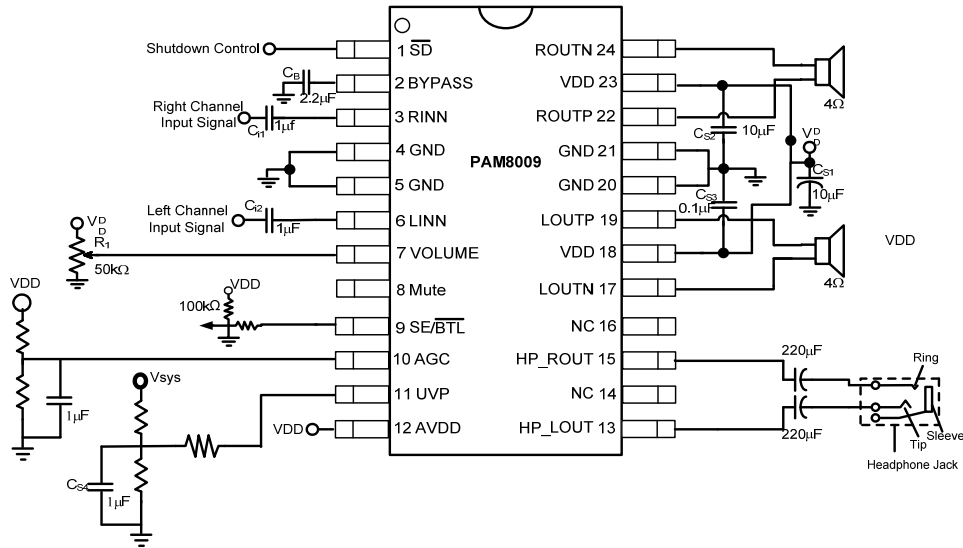 Shutdown Control
1 SD
ROUTN 24
CB
2.2µF
2 BYPASS
VDD 23
4Ω
Right Channel
Input Signal
Ci1
1µf
3 RINN
ROUTP 22
CS2
10µF
4 GND
PAM8009
GND 21
VDD
CS1
10µF
5 GND
GND 20
CS3
0.1µF
Left Channel
Input Signal
Ci2
1µF
6 LINN
LOUTP 19
VDD
R1
50kΩ
7 VOLUME
VDD 18
VDD
VDD
100kΩ
VDD
8 Mute
LOUTN 17
4Ω
9 SE/BTL
NC 16
10 AGC
HP_ROUT 15
220µF
Ring
1µF
Vsys
11 UVP
NC 14
VDD
12 AVDD
HP_LOUT 13
220µF
Tip
Sleeve
Headphone Jack
CS4
1µF